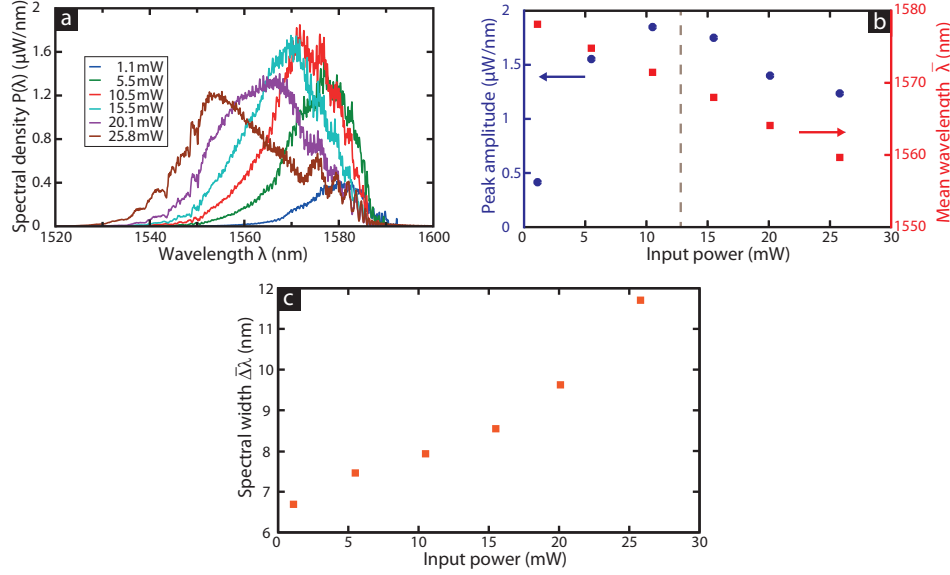 a
Spectral density P(λ) (μW/nm)
2
1.6
1.2
0.8
0.4
0
1.1mW
5.5mW
10.5mW
15.5mW
20.1mW
25.8mW
1520
1540
1560
1580
1600
Wavelength λ (nm)
b
Peak amplitude (μW/nm)
2
1.5
1
0.5
0
1580
1570
1560
1550
Mean wavelength λ̄ (nm)
0
5
10
15
20
25
30
Input power (mW)
c
Spectral width Δ̄λ (nm)
12
11
10
9
8
7
6
0
5
10
15
20
25
30
Input power (mW)